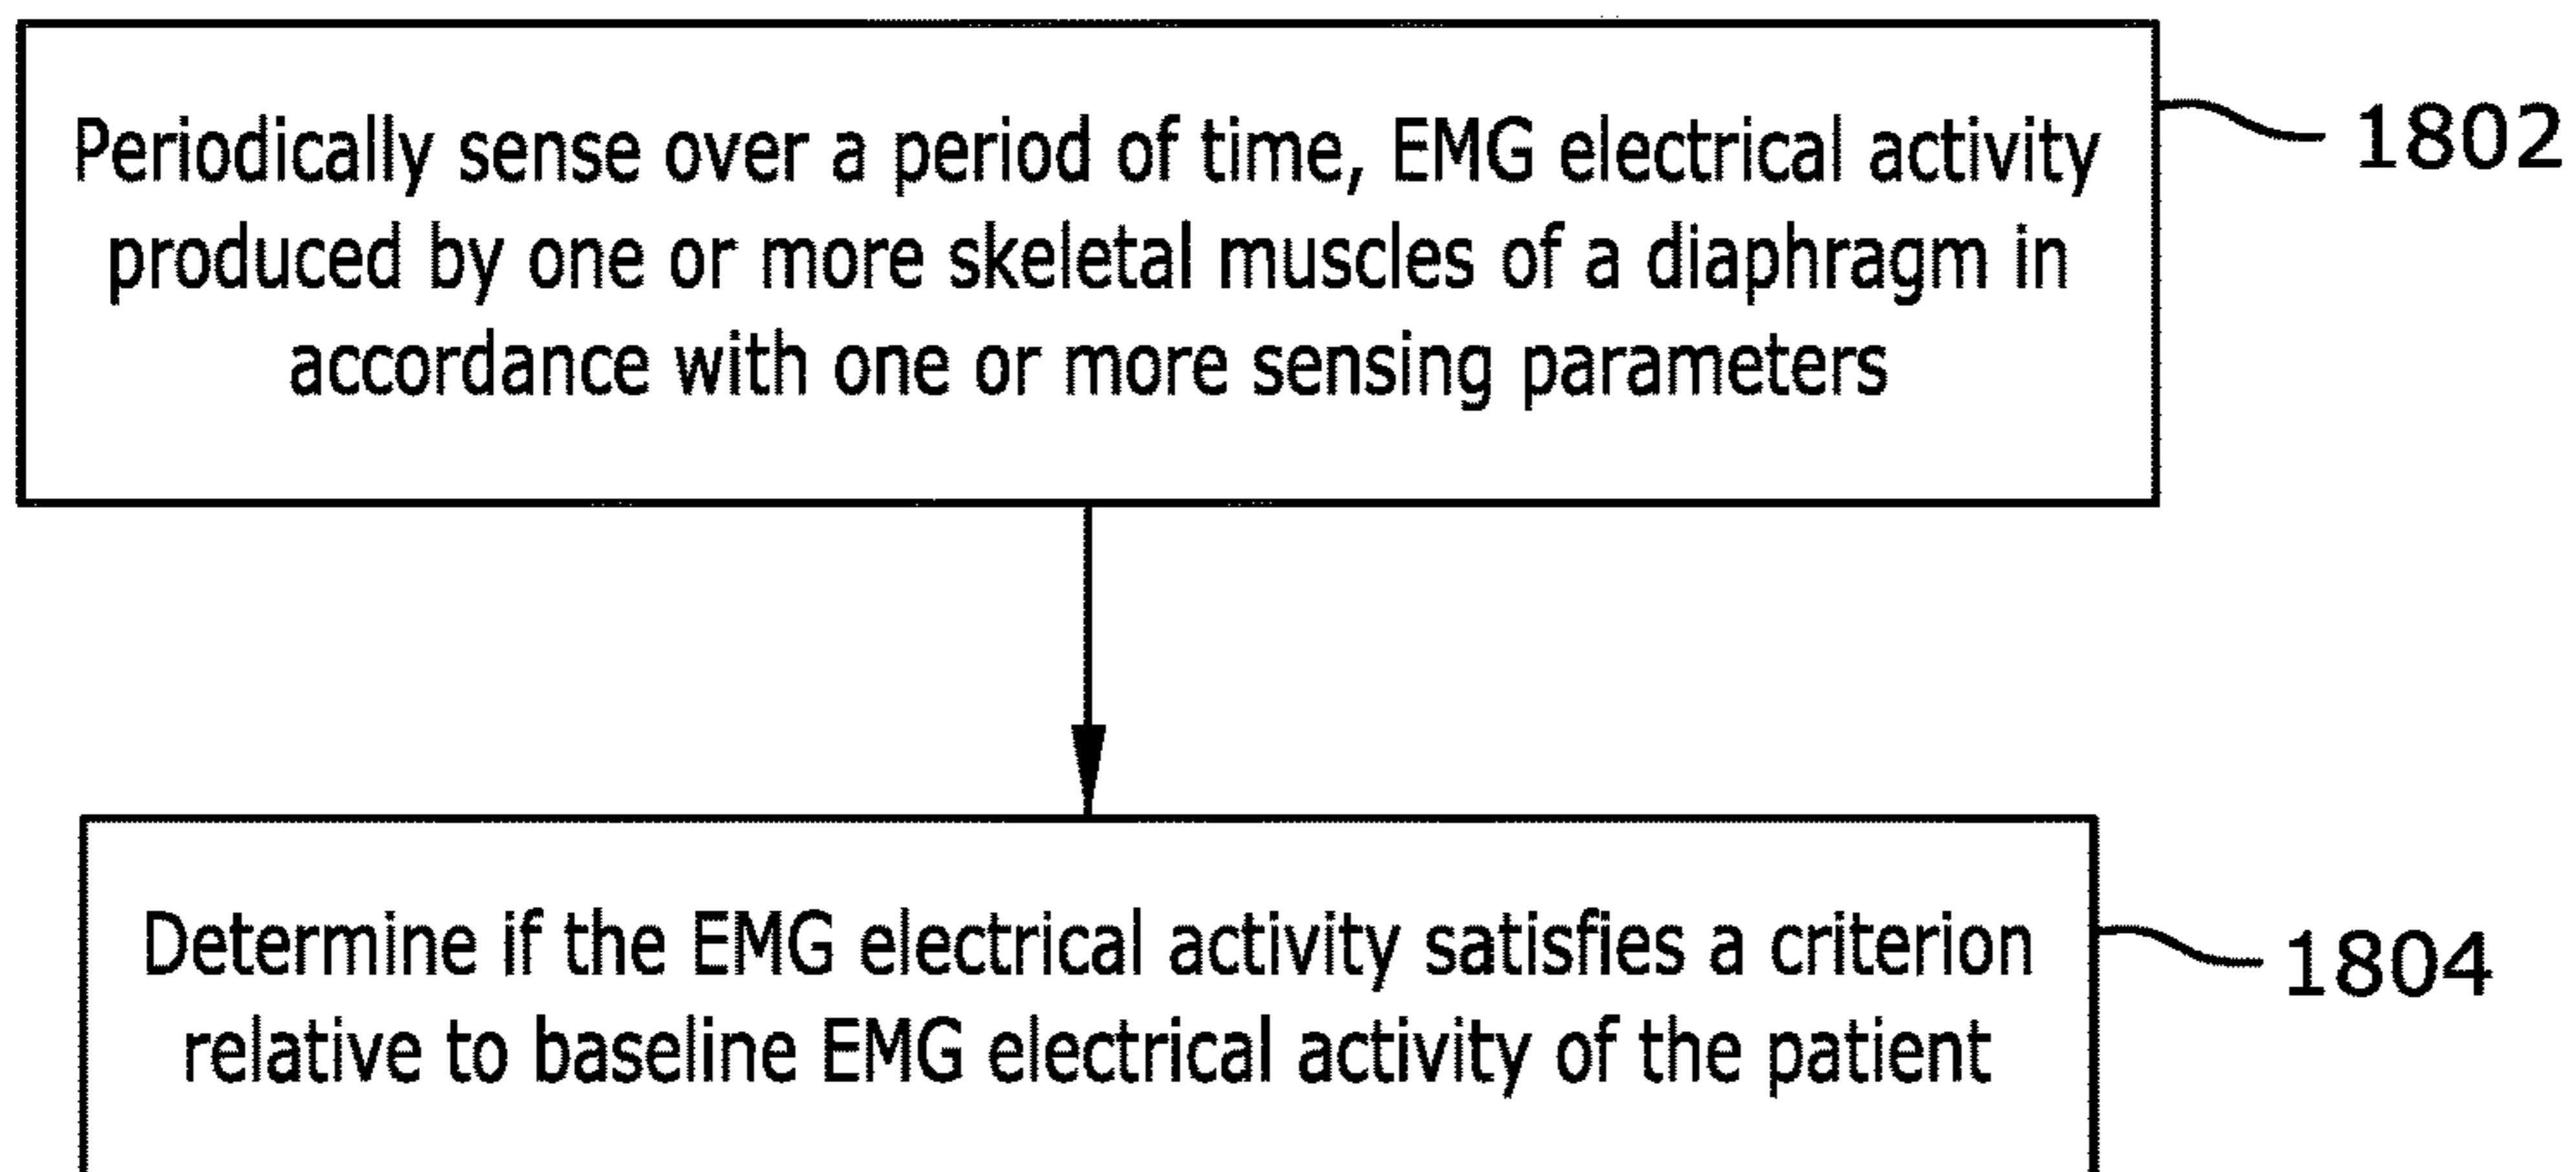 Periodically sense over a period of time, EMG electrical activity
produced by one or more skeletal muscles of a diaphragm in
accordance with one or more sensing parameters
1802
Determine if the EMG electrical activity satisfies a criterion
relative to baseline EMG electrical activity of the patient
1804